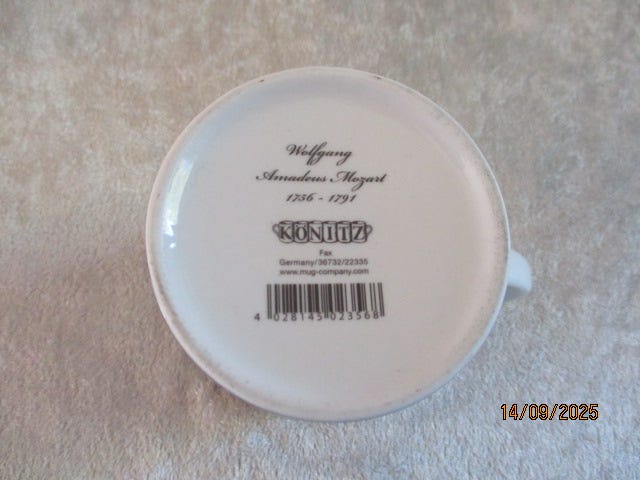 Wolfgang
Amadeus Mozart
1756 - 1791
KÖNITZ
Fax
Germany/36732/22335
www.mug-company.com
4 028145 023568
14/09/2025